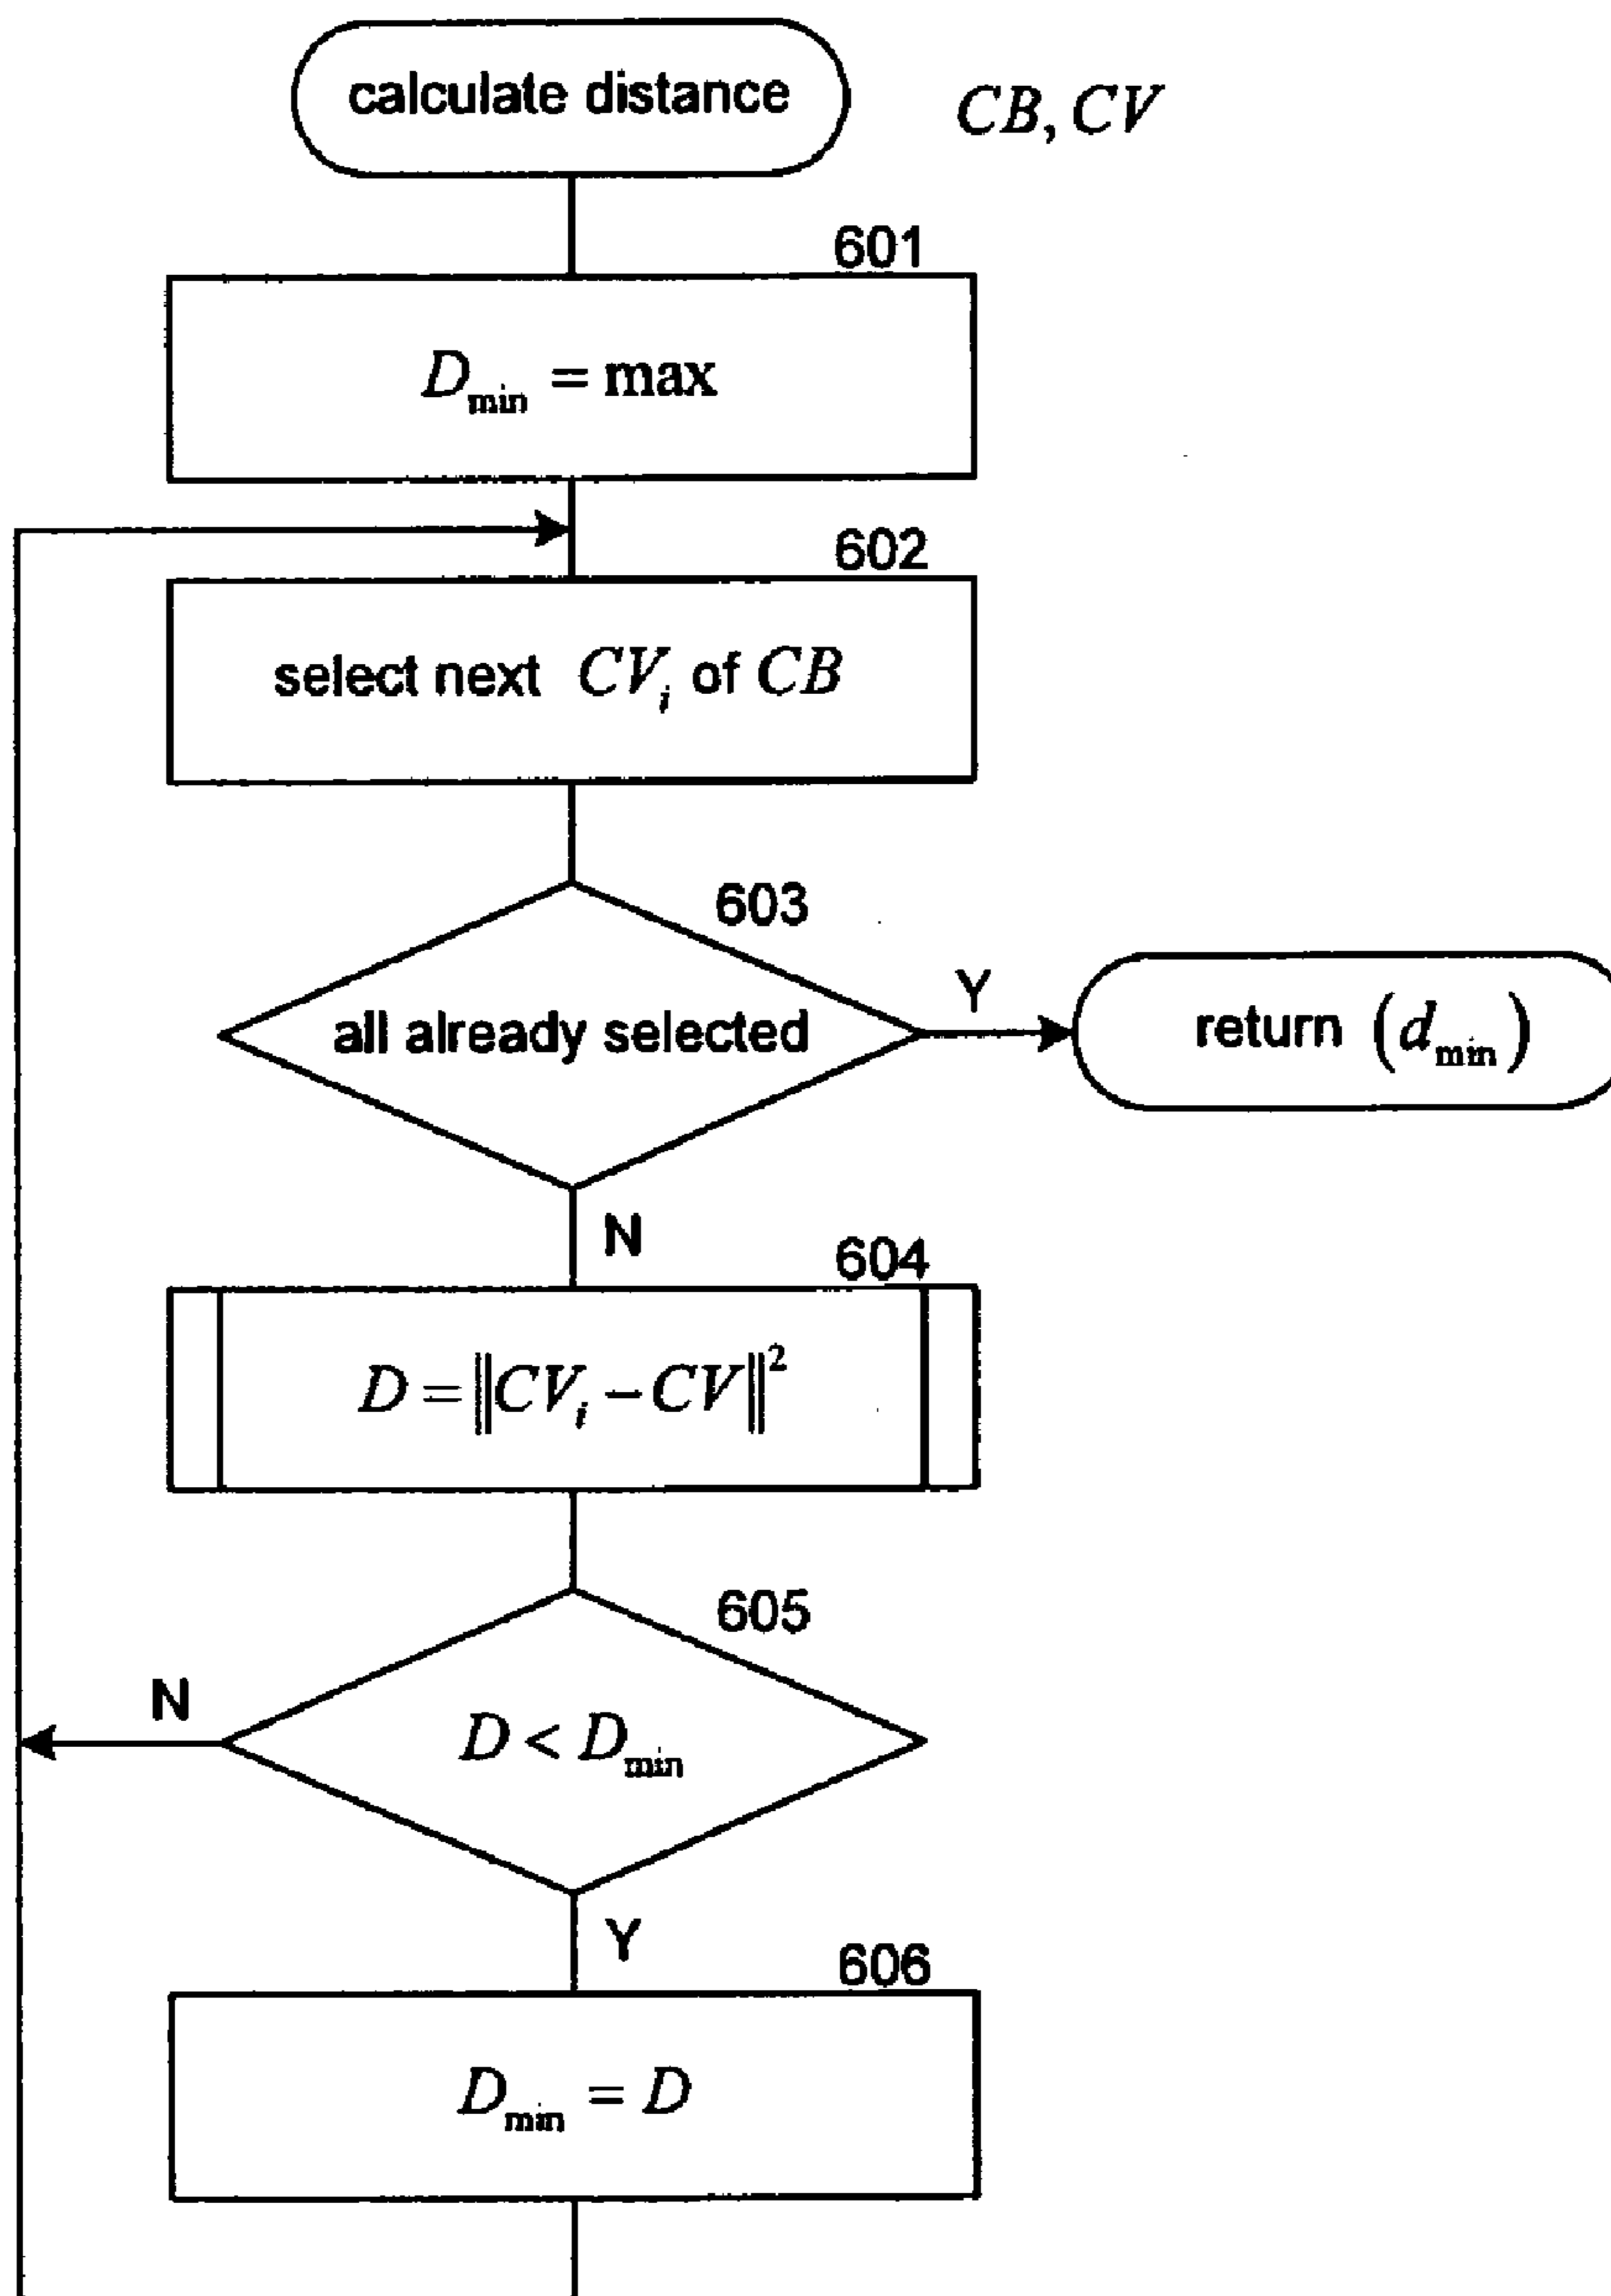 calculate distance
CB, CV
601
D_min = max
602
select next CV_i of CB
603
all already selected
Y
return (d_min)
N
604
D = ‖CV_i − CV‖²
605
N
D < D_min
Y
606
D_min = D